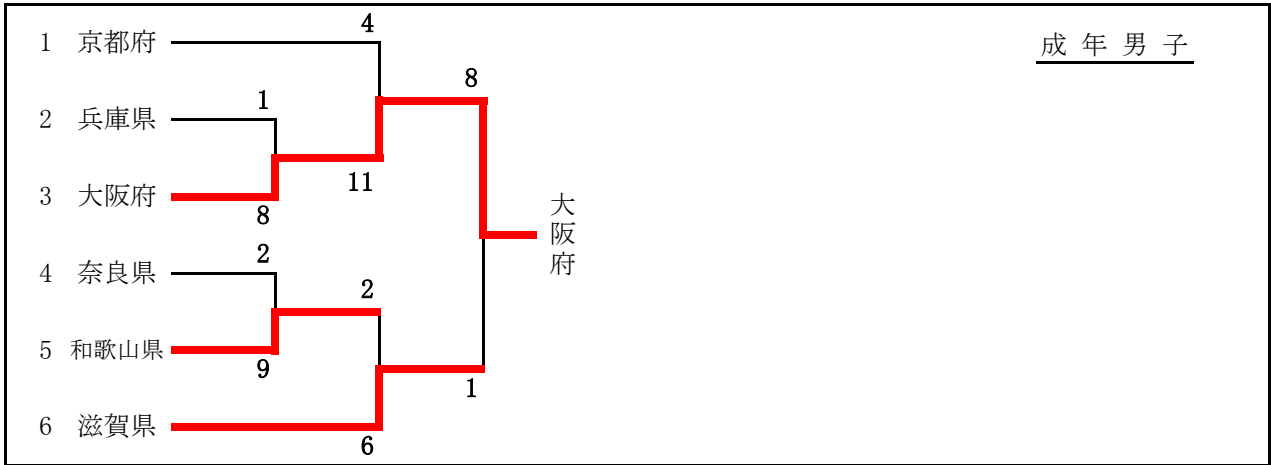 成年男子
4
1 京都府
8
1
2 兵庫県
11
3 大阪府
8
大阪府
2
4 奈良県
2
5 和歌山県
9
1
6 滋賀県
6